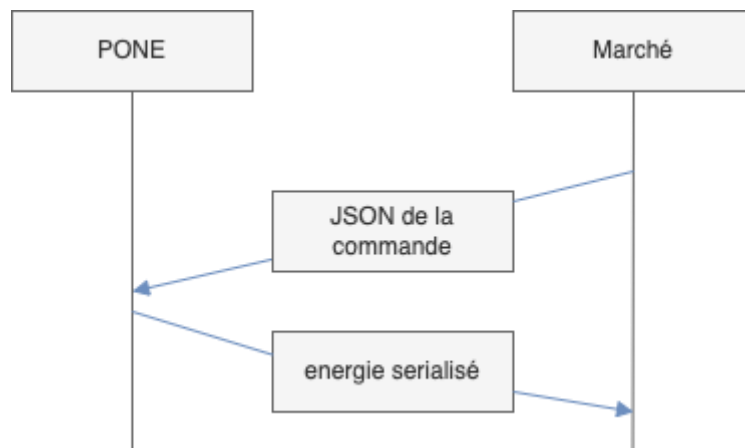 PONE
Marché
JSON de la
commande
energie serialisé